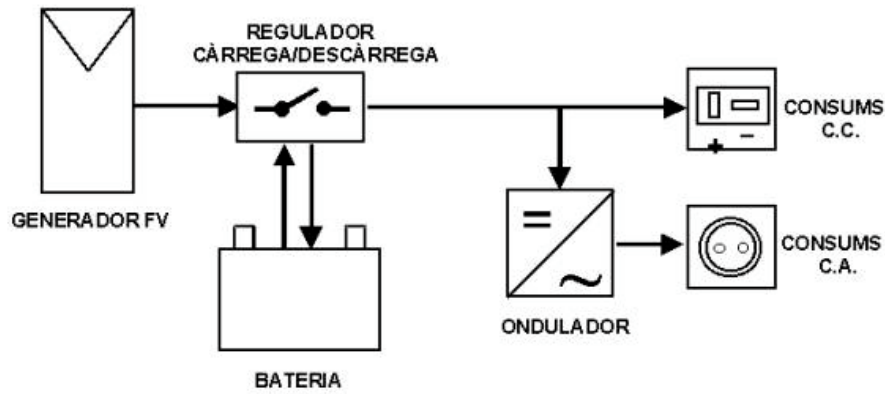 REGULADOR
CÀRREGA/DESCÀRREGA
CONSUMS
C.C.
+ −
GENERADOR FV
CONSUMS
C.A.
ONDULADOR
BATERIA